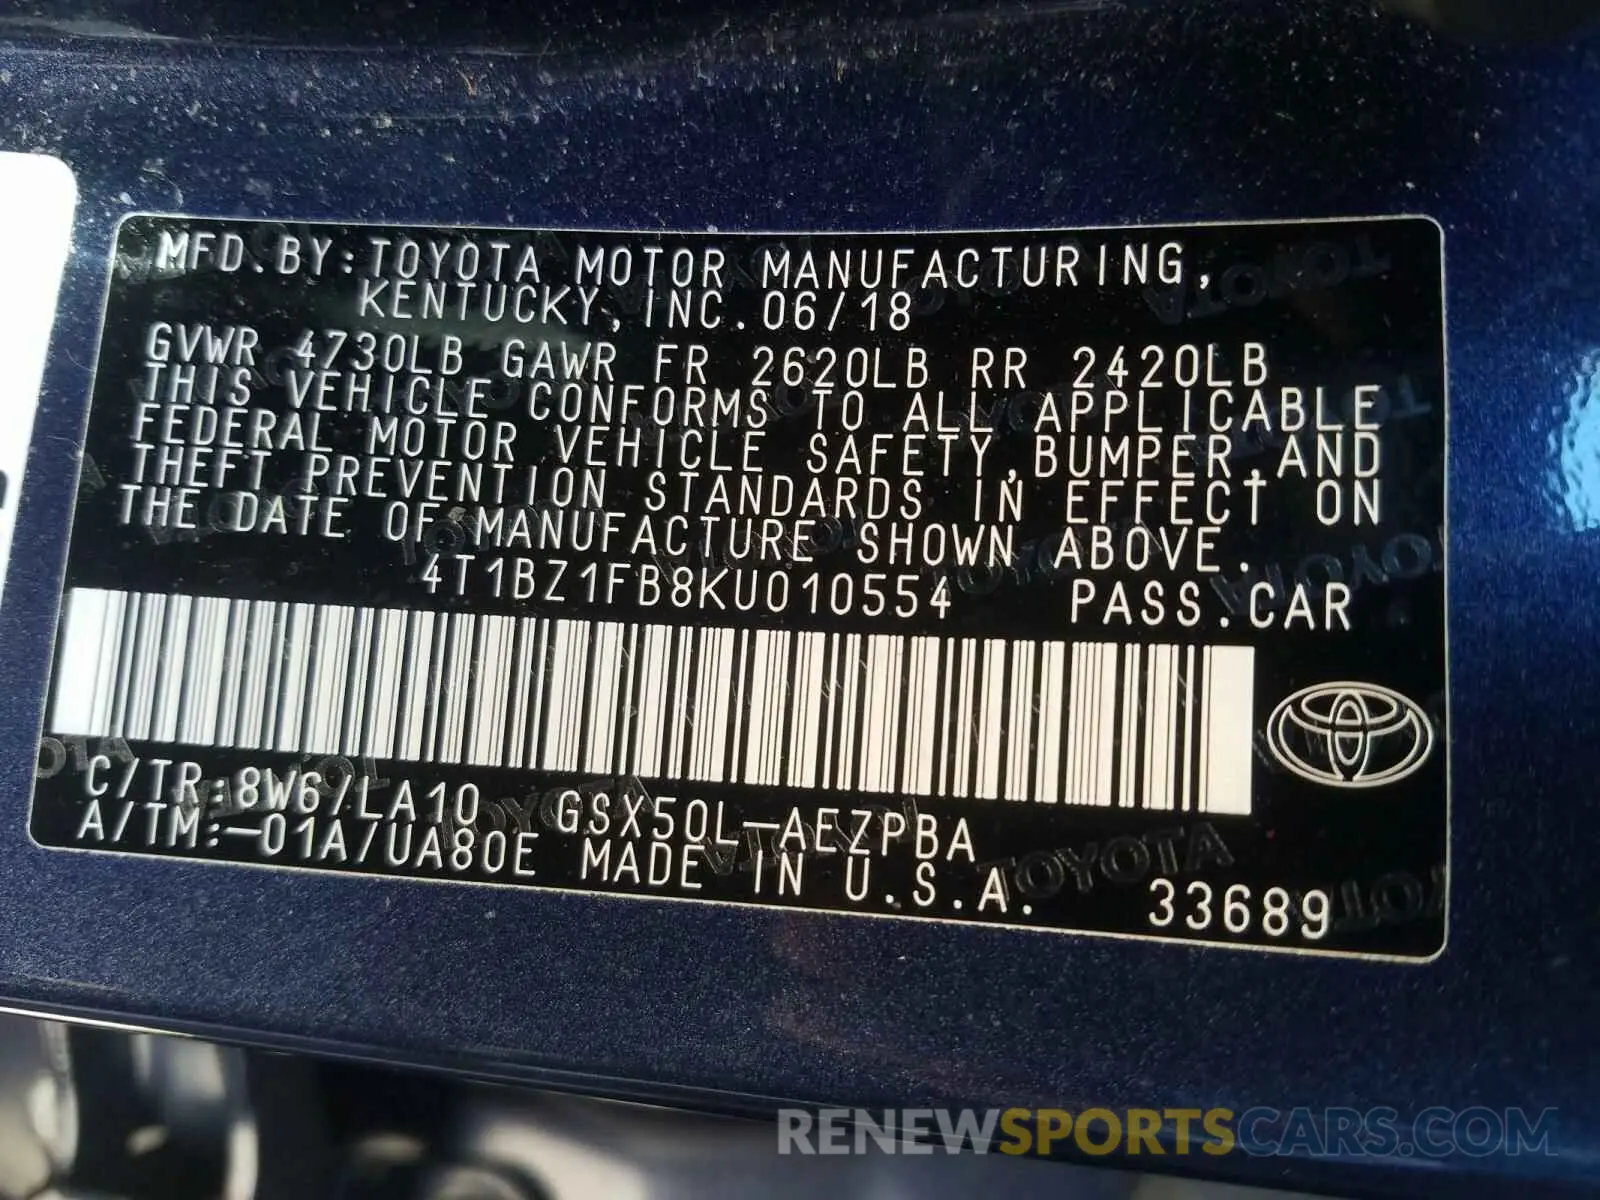 MFD.BY:TOYOTA MOTOR MANUFACTURING,
KENTUCKY,INC.06/18
GVWR 4730LB GAWR FR 2620LB RR 2420LB
THIS VEHICLE CONFORMS TO ALL APPLICABLE
FEDERAL MOTOR VEHICLE SAFETY,BUMPER,AND
THEFT PREVENTION STANDARDS IN EFFECT ON
THE DATE OF MANUFACTURE SHOWN ABOVE.
4T1BZ1FB8KU010554 PASS.CAR
C/TR:8W6/LA10 GSX50L-AEZPBA
A/TM:-01A/UA80E MADE IN U.S.A. 33689
RENEWSPORTSCARS.COM